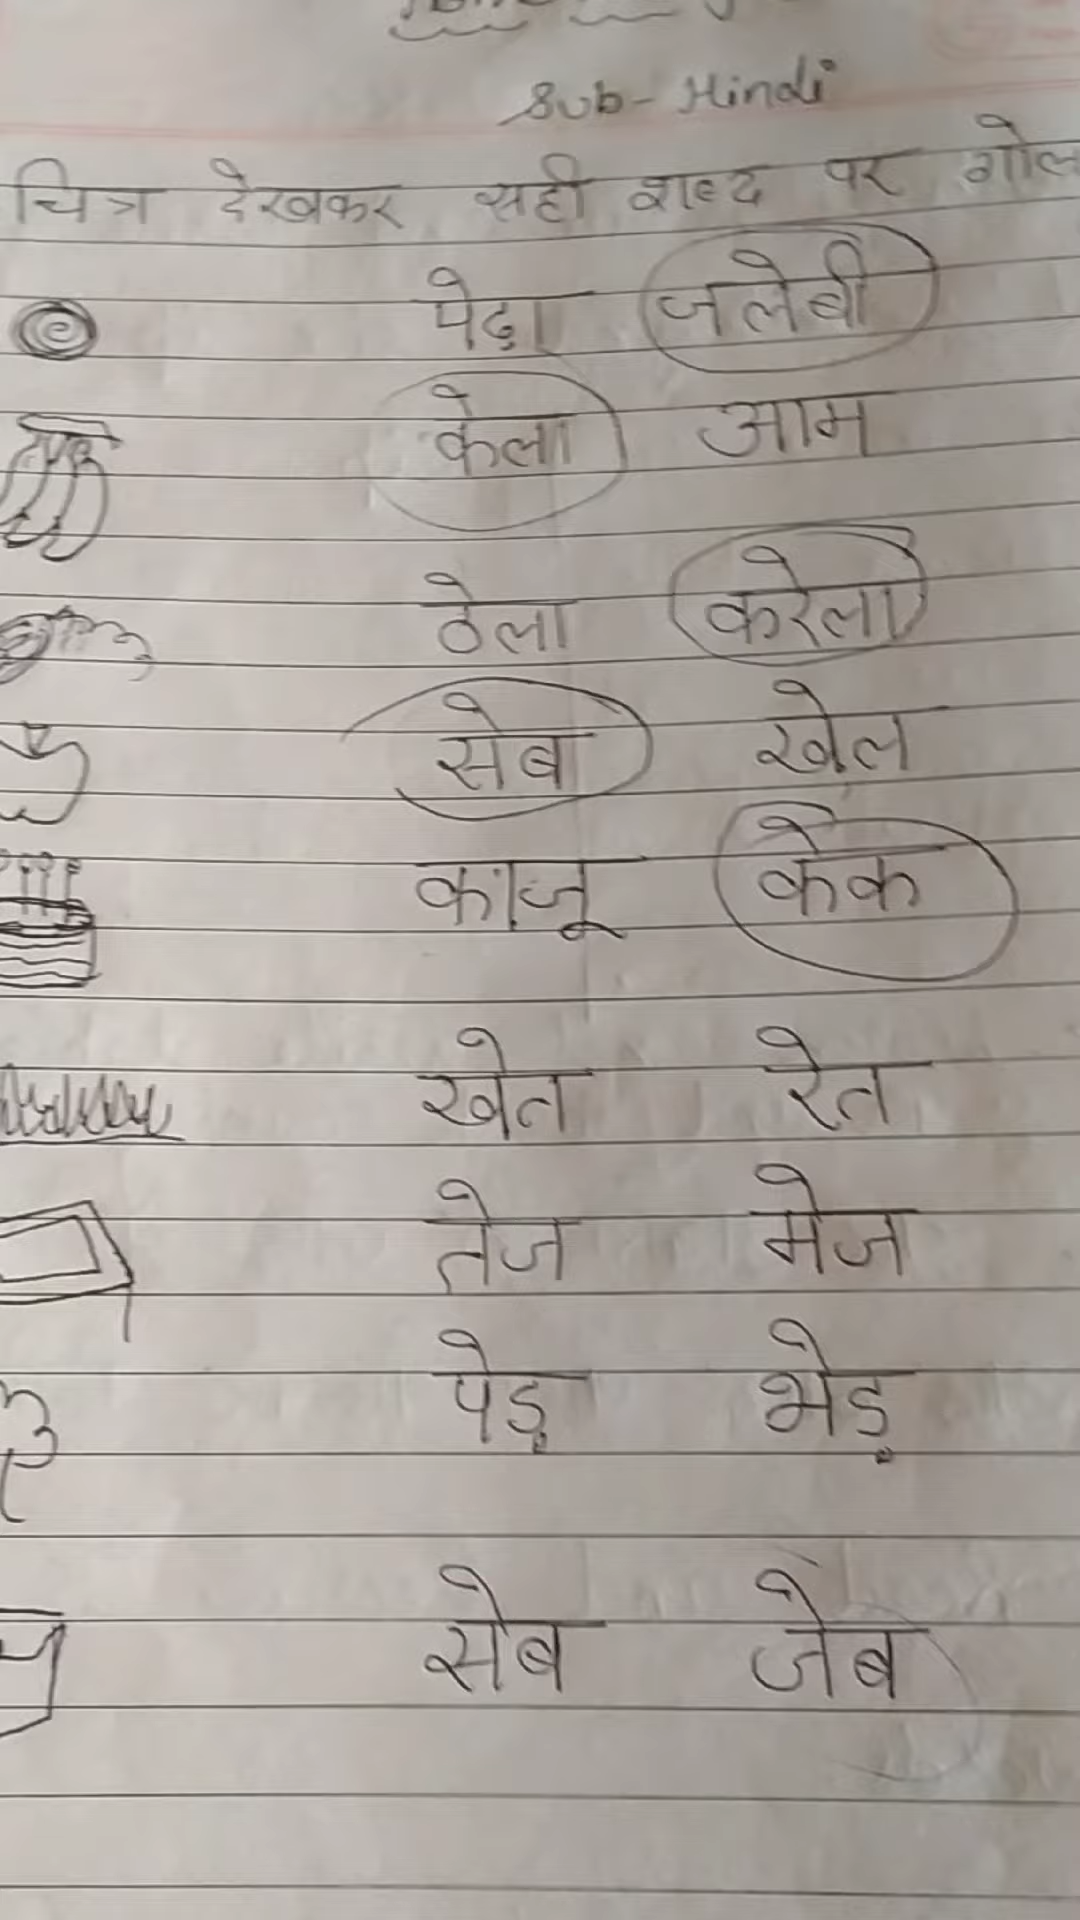 Sub - Hindi
चित्र देखकर सही शब्द पर गोल
पेढ़ा जलेबी
केला आम
ठेला करेला
सेब खेल
काजू केक
खेत रेत
तेज मेज
पेड़ भेड़
सेब जेब